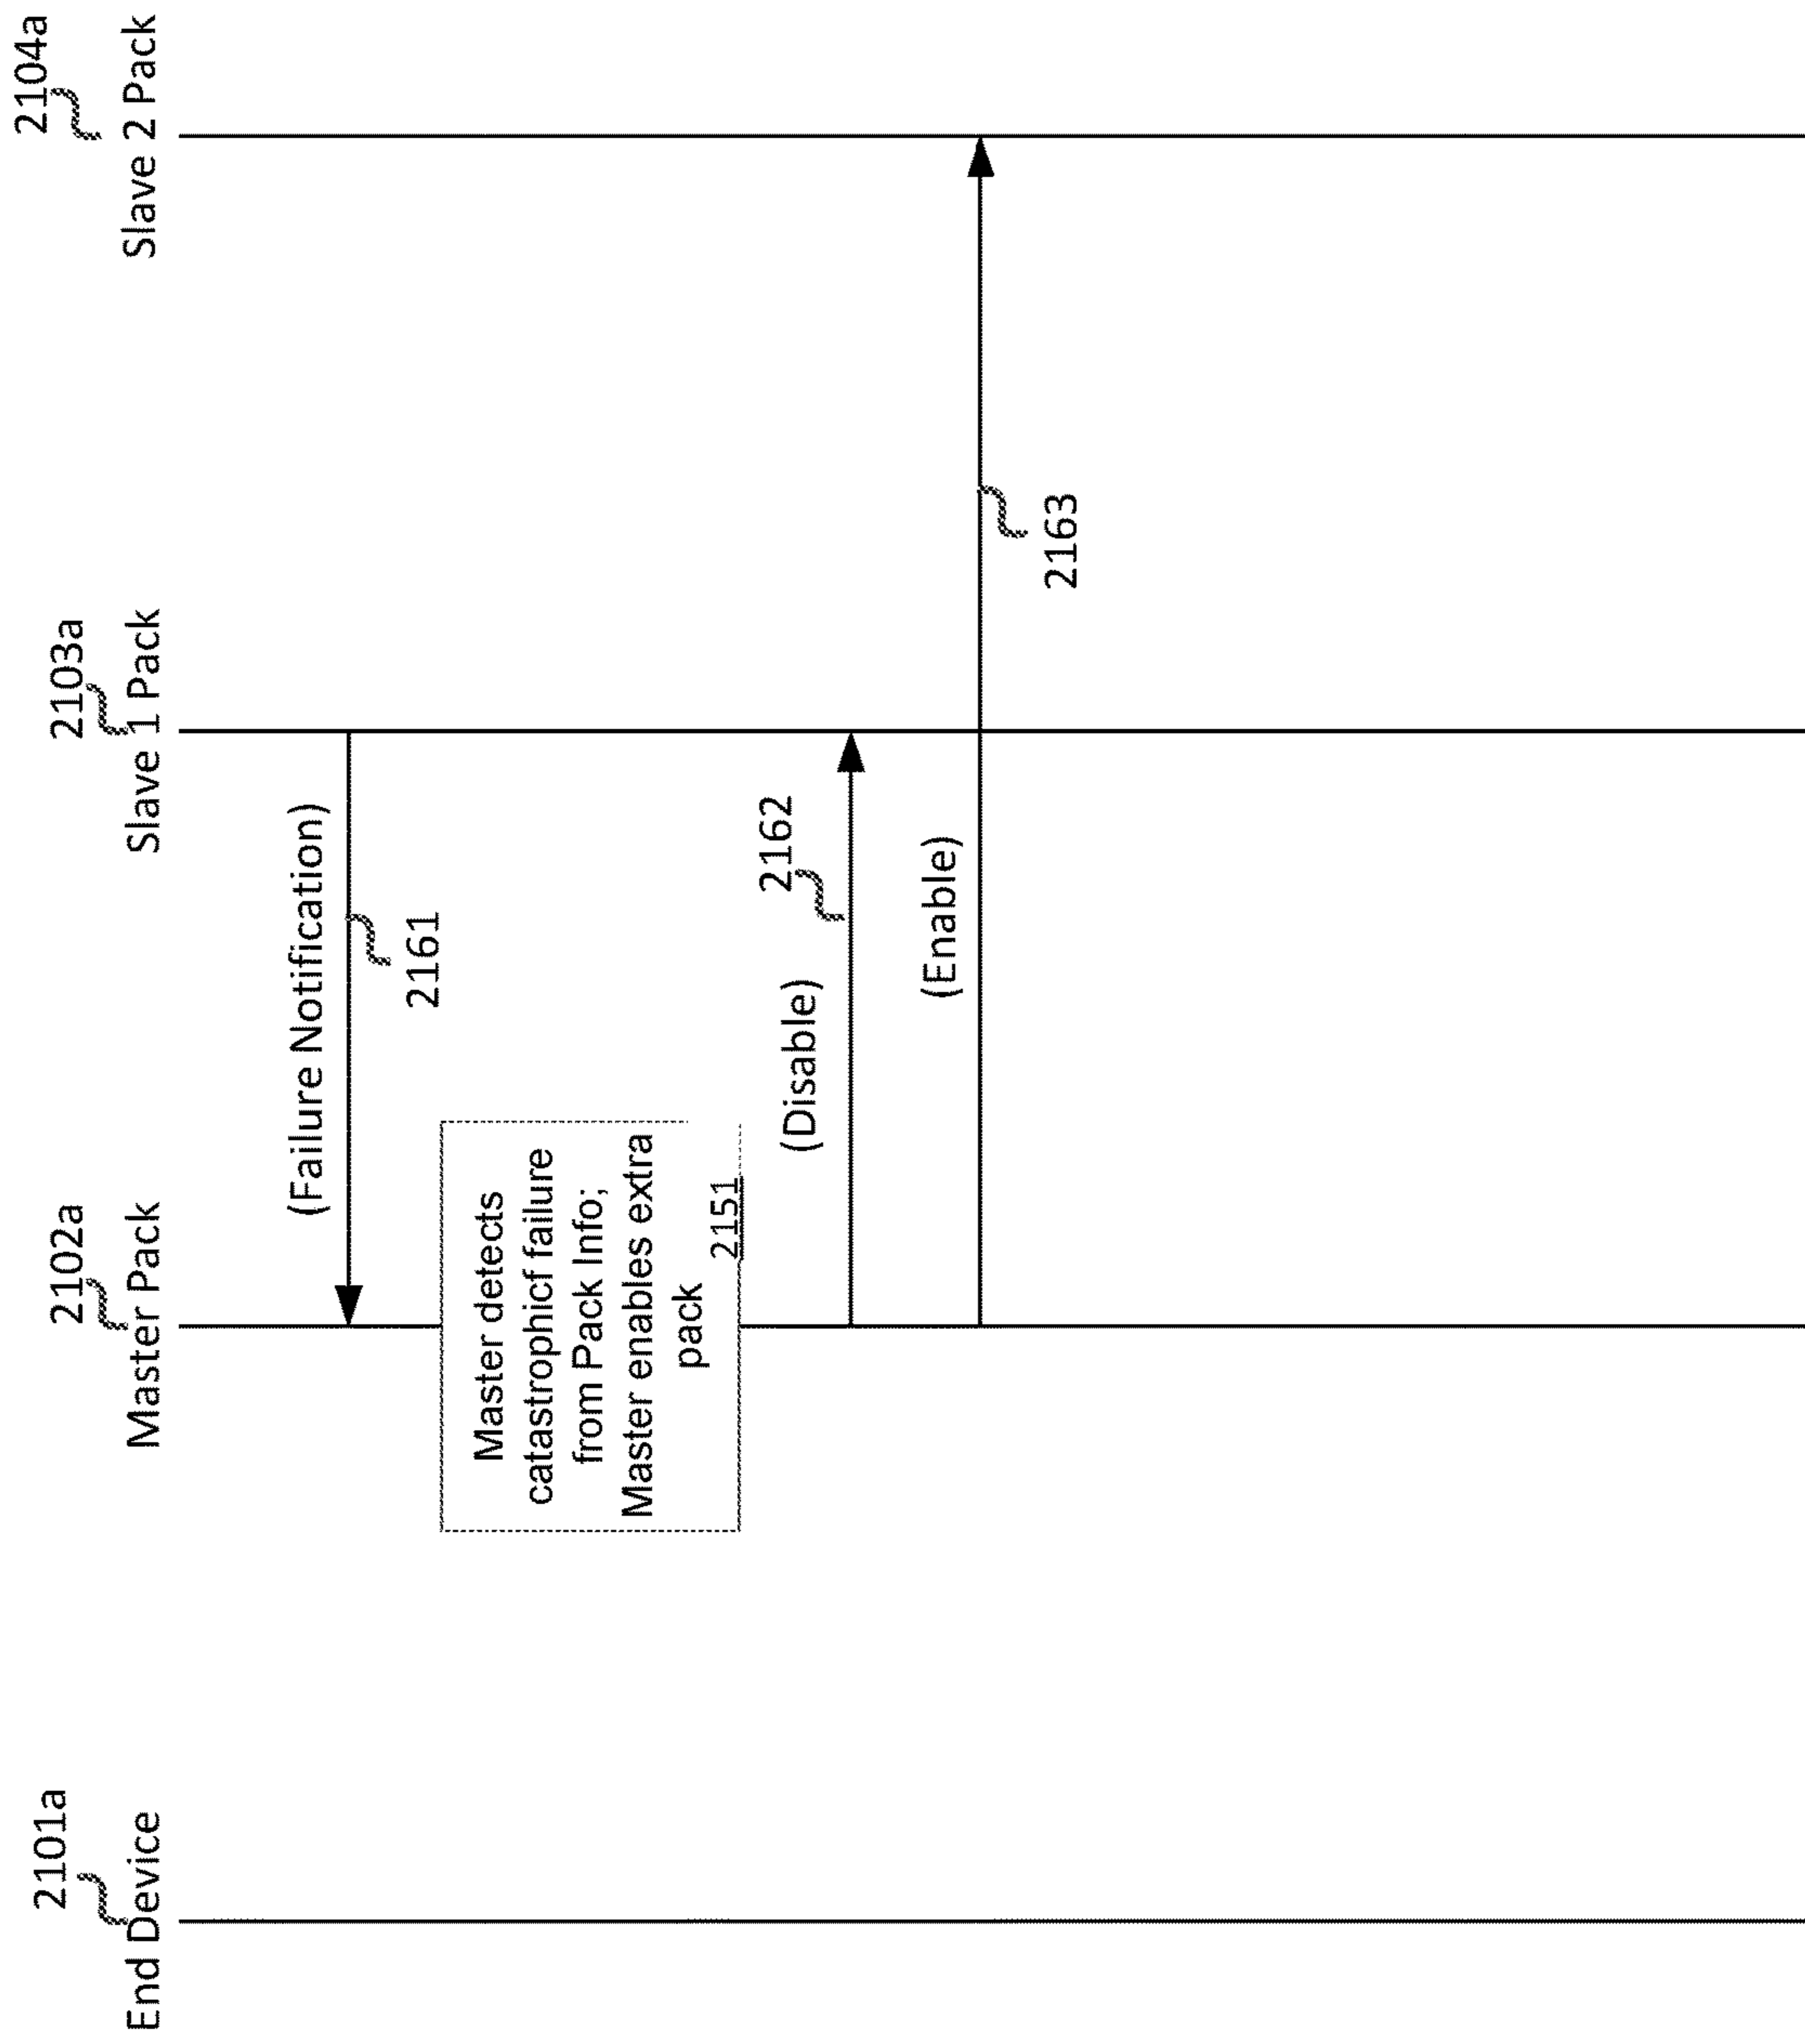 2101a
End Device
2102a
Master Pack
2103a
Slave 1 Pack
2104a
Slave 2 Pack
(Failure Notification)
2161
Master detects
catastrophicf failure
from Pack Info;
Master enables extra
pack
2151
(Disable)
2162
(Enable)
2163